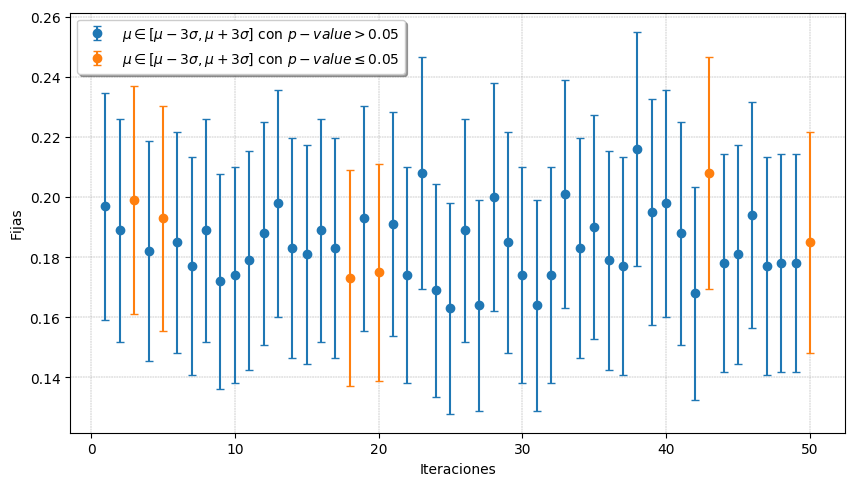 μ ∈ [μ − 3σ, μ + 3σ] con p − value > 0.05
μ ∈ [μ − 3σ, μ + 3σ] con p − value ≤ 0.05
0.26
0.24
0.22
0.20
0.18
0.16
0.14
Fijas
0 10 20 30 40 50
Iteraciones